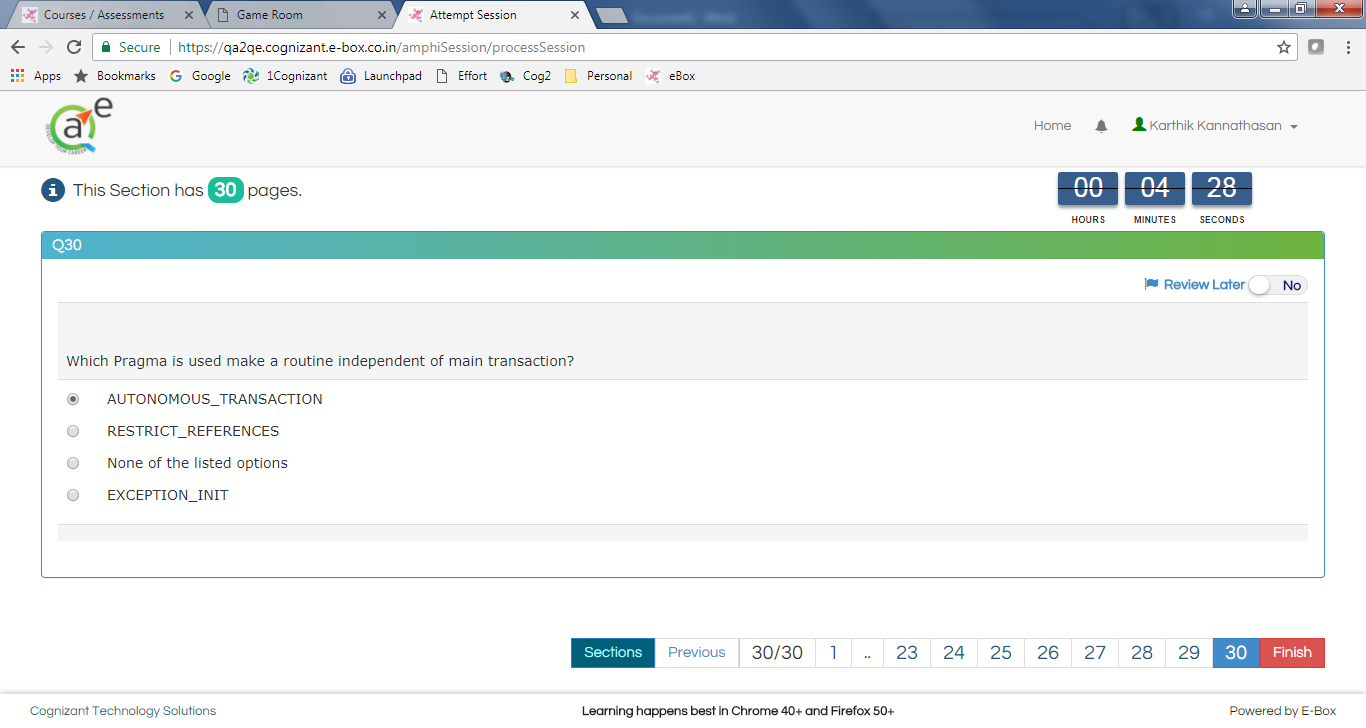 Courses / Assessments
Game Room
Attempt Session
Secure
https://qa2qe.cognizant.e-box.co.in/amphiSession/processSession
Apps
Bookmarks
Google
1Cognizant
Launchpad
Effort
Cog2
Personal
eBox
a e
Home
Karthik Kannathasan
This Section has 30 pages.
00 04 28
HOURS MINUTES SECONDS
Q30
Review Later No
Which Pragma is used make a routine independent of main transaction?
AUTONOMOUS_TRANSACTION
RESTRICT_REFERENCES
None of the listed options
EXCEPTION_INIT
Sections Previous 30/30 1 .. 23 24 25 26 27 28 29 30 Finish
Cognizant Technology Solutions
Learning happens best in Chrome 40+ and Firefox 50+
Powered by E-Box